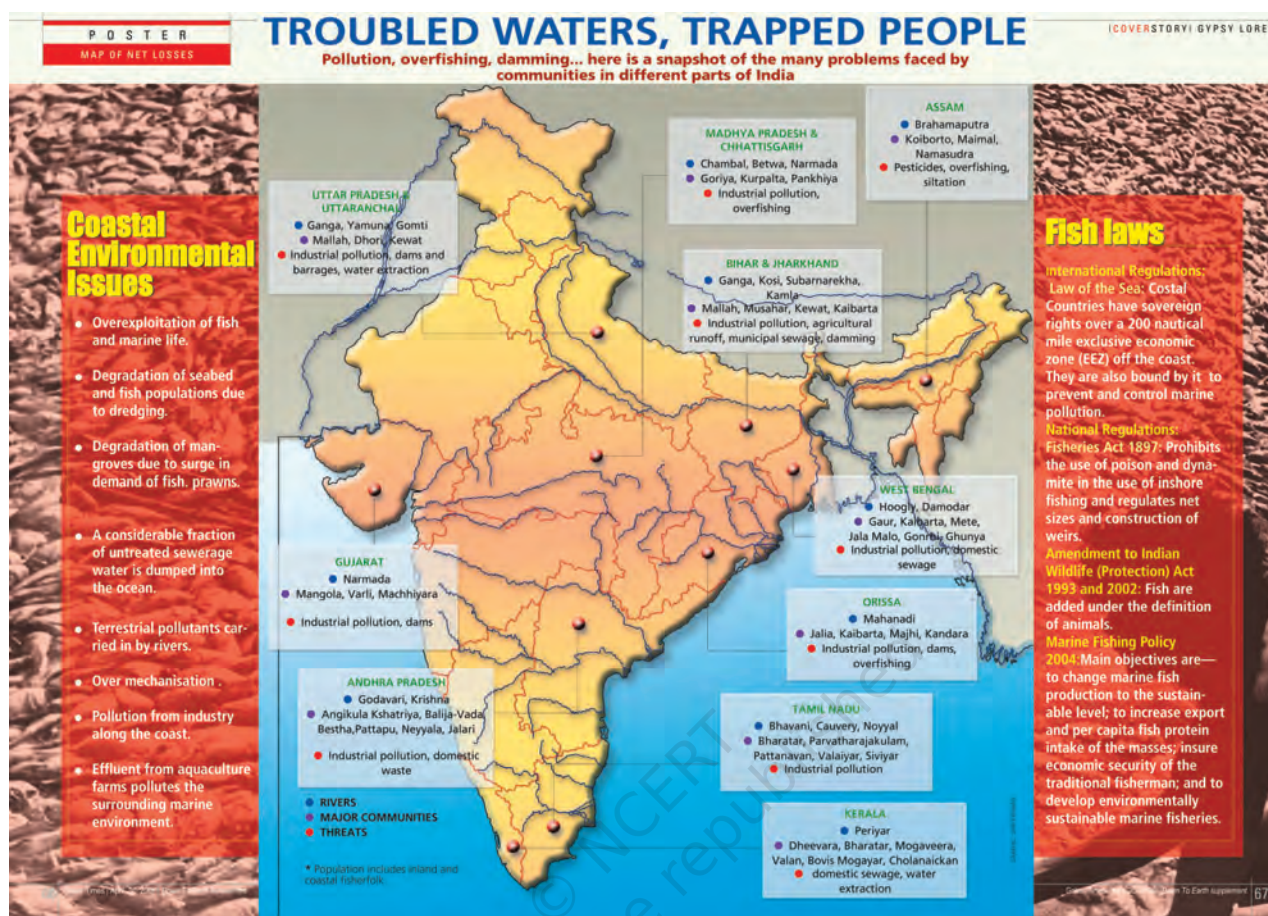 POSTER
MAP OF NET LOSSES
TROUBLED WATERS, TRAPPED PEOPLE
Pollution, overfishing, damming... here is a snapshot of the many problems faced by
communities in different parts of India
|COVERSTORY| GYPSY LORE
Coastal
Environmental
Issues
• Overexploitation of fish
and marine life.
• Degradation of seabed
and fish populations due
to dredging.
• Degradation of man-
groves due to surge in
demand of fish. prawns.
• A considerable fraction
of untreated sewerage
water is dumped into
the ocean.
• Terrestrial pollutants car-
ried in by rivers.
• Over mechanisation .
• Pollution from industry
along the coast.
• Effluent from aquaculture
farms pollutes the
surrounding marine
environment.
UTTAR PRADESH &
UTTARANCHAL
• Ganga, Yamuna, Gomti
• Mallah, Dhori, Kewat
• Industrial pollution, dams and
barrages, water extraction
MADHYA PRADESH &
CHHATTISGARH
• Chambal, Betwa, Narmada
• Goriya, Kurpalta, Pankhiya
• Industrial pollution,
overfishing
ASSAM
• Brahamaputra
• Koiborto, Maimal,
Namasudra
• Pesticides, overfishing,
siltation
BIHAR & JHARKHAND
• Ganga, Kosi, Subarnarekha,
Kamla
• Mallah, Musahar, Kewat, Kaibarta
• Industrial pollution, agricultural
runoff, municipal sewage, damming
WEST BENGAL
• Hoogly, Damodar
• Gaur, Kaibarta, Mete,
Jala Malo, Gonrhi, Ghunya
• Industrial pollution, domestic
sewage
GUJARAT
• Narmada
• Mangola, Varli, Machhiyara
• Industrial pollution, dams
ORISSA
• Mahanadi
• Jalia, Kaibarta, Majhi, Kandara
• Industrial pollution, dams,
overfishing
ANDHRA PRADESH
• Godavari, Krishna
• Angikula Kshatriya, Balija-Vada
Bestha,Pattapu, Neyyala, Jalari
• Industrial pollution, domestic
waste
TAMIL NADU
• Bhavani, Cauvery, Noyyal
• Bharatar, Parvatharajakulam,
Pattanavan, Valaiyar, Siviyar
• Industrial pollution
KERALA
• Periyar
• Dheevara, Bharatar, Mogaveera,
Valan, Bovis Mogayar, Cholanaickan
• domestic sewage, water
extraction
• RIVERS
• MAJOR COMMUNITIES
• THREATS
* Population includes inland and
coastal fisherfolk
Fish laws
International Regulations:
Law of the Sea: Costal
Countries have sovereign
rights over a 200 nautical
mile exclusive economic
zone (EEZ) off the coast.
They are also bound by it to
prevent and control marine
pollution.
National Regulations:
Fisheries Act 1897: Prohibits
the use of poison and dyna-
mite in the use of inshore
fishing and regulates net
sizes and construction of
weirs.
Amendment to Indian
Wildlife (Protection) Act
1993 and 2002: Fish are
added under the definition
of animals.
Marine Fishing Policy
2004:Main objectives are—
to change marine fish
production to the sustain-
able level; to increase export
and per capita fish protein
intake of the masses; insure
economic security of the
traditional fisherman; and to
develop environmentally
sustainable marine fisheries.
To Earth supplement
67
© NCERT
be republished